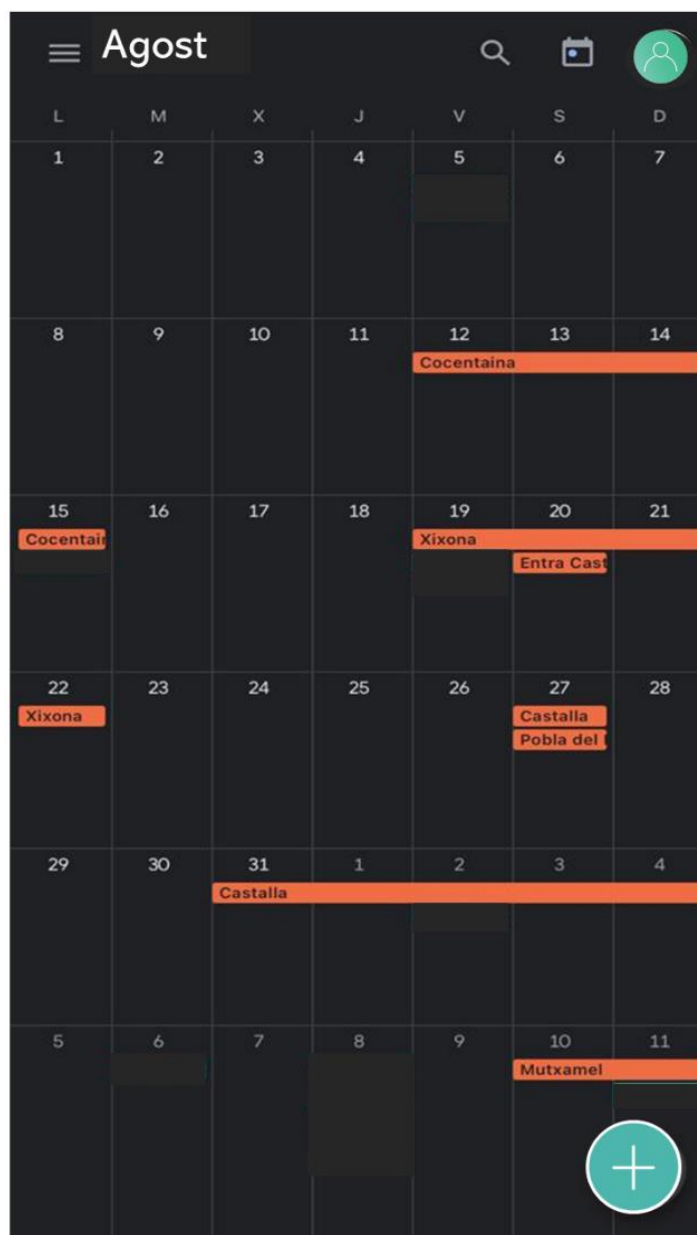 Agost
L M X J V S D
1 2 3 4 5 6 7
8 9 10 11 12 13 14
Cocentaina
15 16 17 18 19 20 21
Cocentair Xixona
Entra Cast
22 23 24 25 26 27 28
Xixona Castalla
Pobla del
29 30 31 1 2 3 4
Castalla
5 6 7 8 9 10 11
Mutxamel